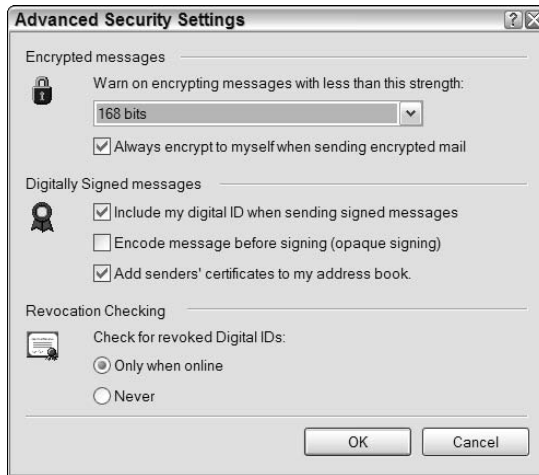 Advanced Security Settings
Encrypted messages
Warn on encrypting messages with less than this strength:
168 bits
Always encrypt to myself when sending encrypted mail
Digitally Signed messages
Include my digital ID when sending signed messages
Encode message before signing (opaque signing)
Add senders' certificates to my address book.
Revocation Checking
Check for revoked Digital IDs:
Only when online
Never
OK
Cancel